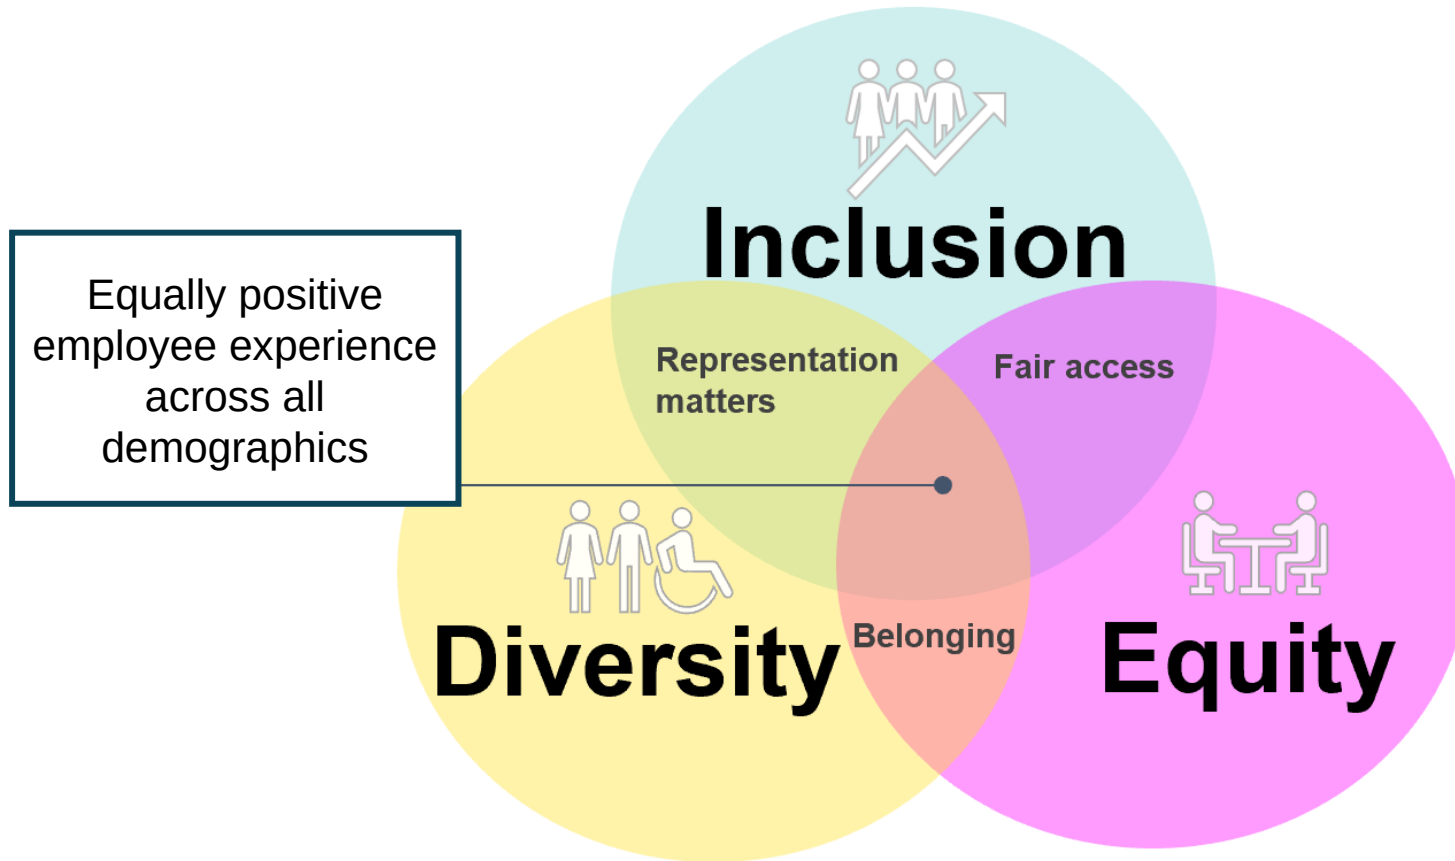 Inclusion
Equally positive
employee experience
across all
demographics
Representation
matters
Fair access
Diversity
Belonging
Equity